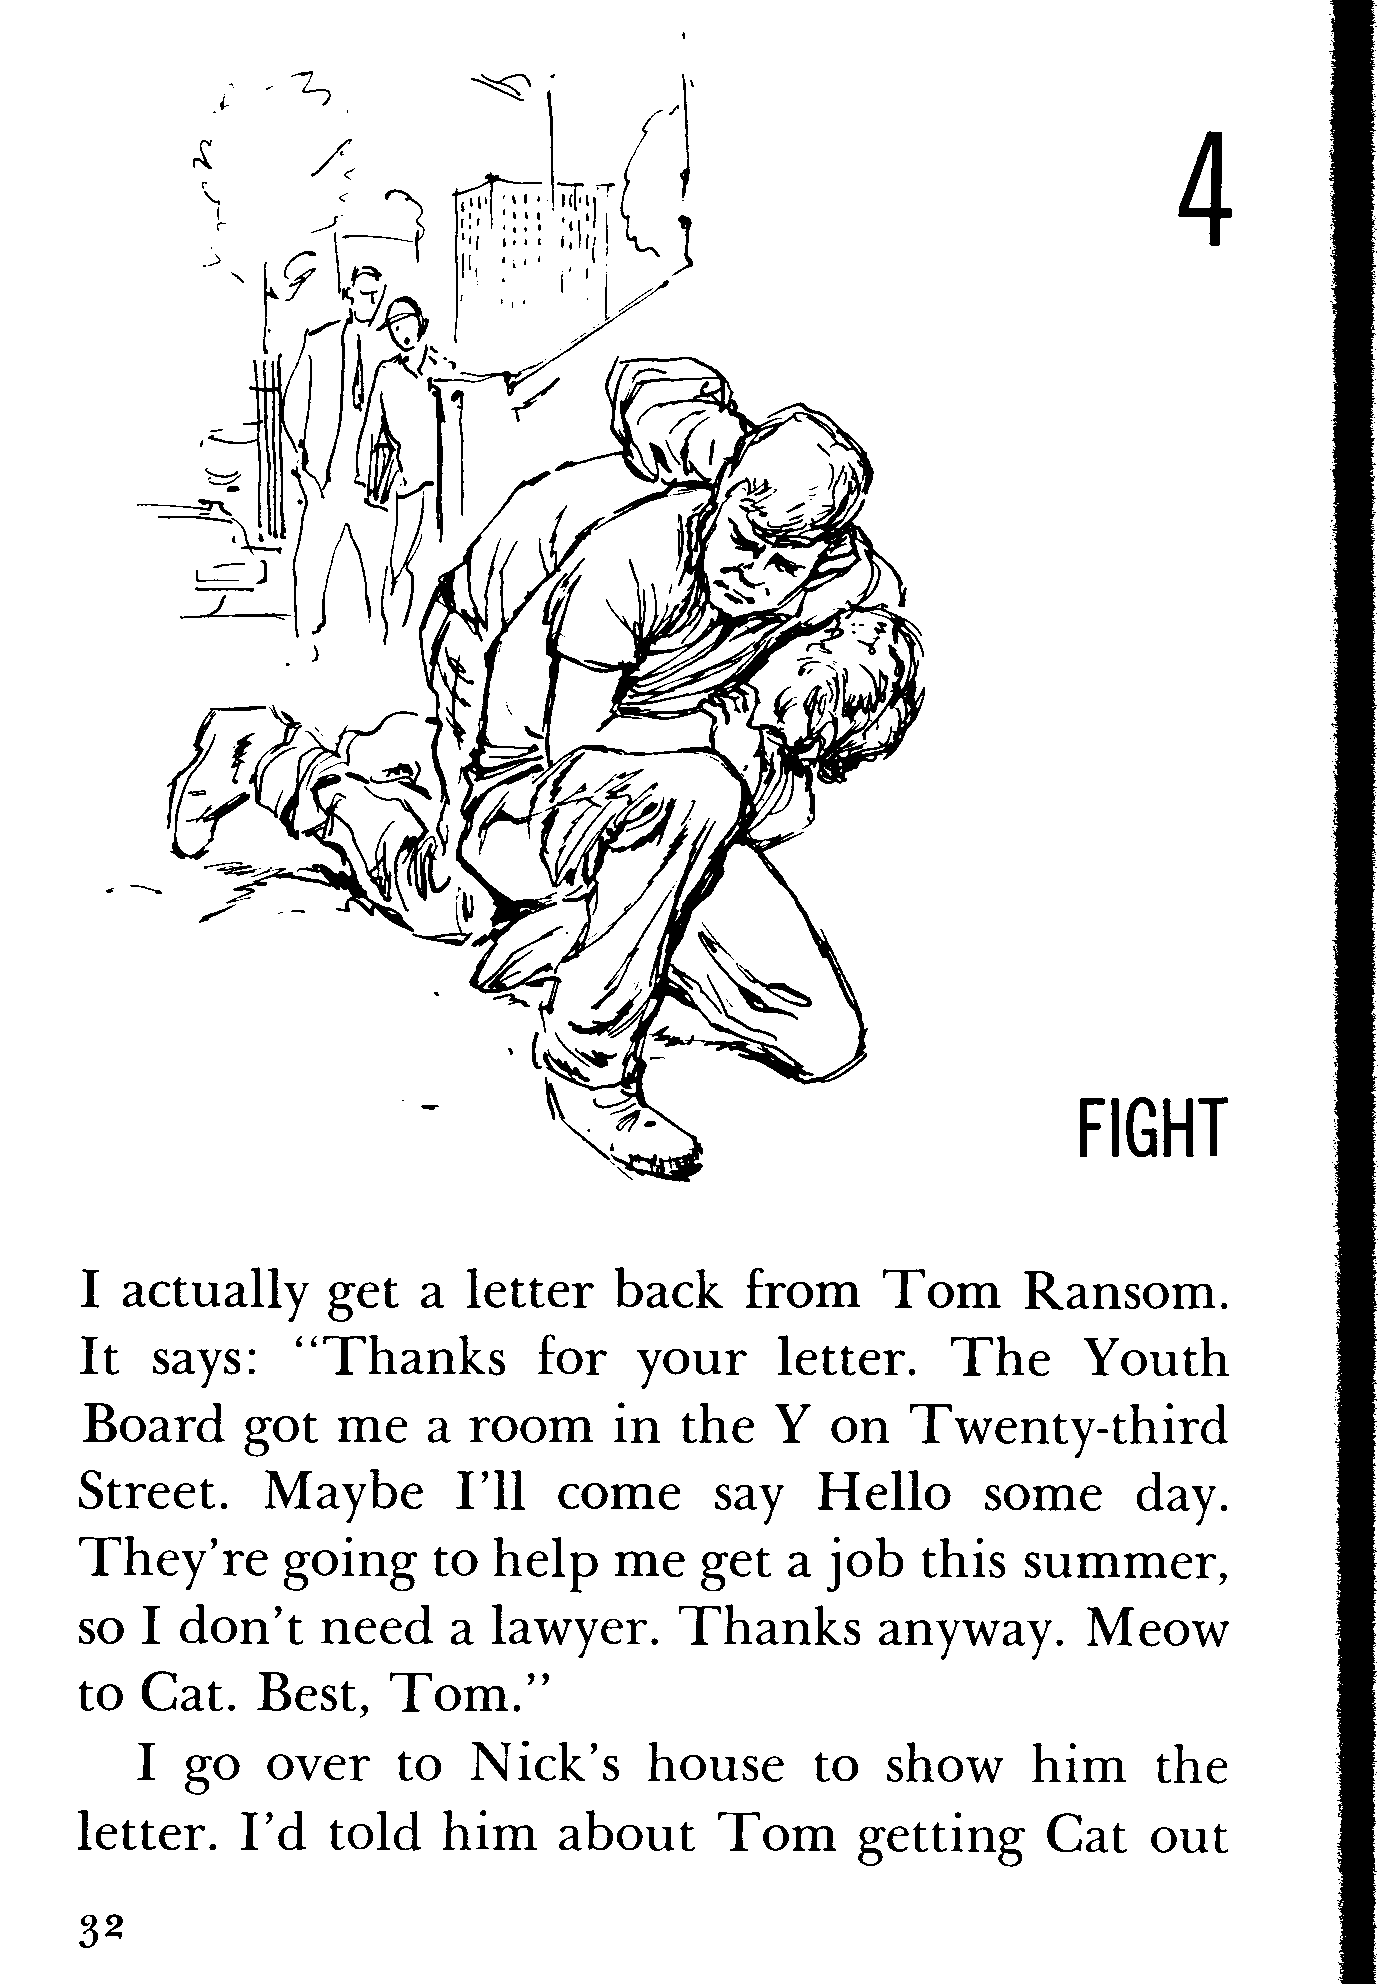 4
FIGHT
I actually get a letter back from Tom Ransom.
It says: “Thanks for your letter. The Youth
Board got me a room in the Y on Twenty-third
Street. Maybe I’ll come say Hello some day.
They’re going to help me get a job this summer,
so I don’t need a lawyer. Thanks anyway. Meow
to Cat. Best, Tom.”
I go over to Nick’s house to show him the
letter. I’d told him about Tom getting Cat out
32